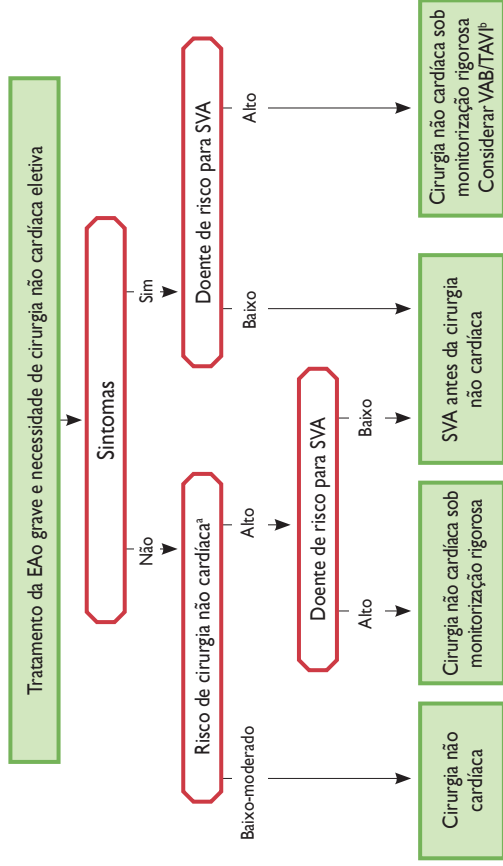 Tratamento da EAo grave e necessidade de cirurgia não cardíaca eletiva
Sintomas
Não
Sim
Risco de cirurgia não cardíacaª
Doente de risco para SVA
Baixo-moderado
Alto
Baixo
Alto
Doente de risco para SVA
Alto
Baixo
Cirurgia não
cardíaca
Cirurgia não cardíaca sob
monitorização rigorosa
SVA antes da cirurgia
não cardíaca
Cirurgia não cardíaca sob
monitorização rigorosa
Considerar VAB/TAVIᵇ